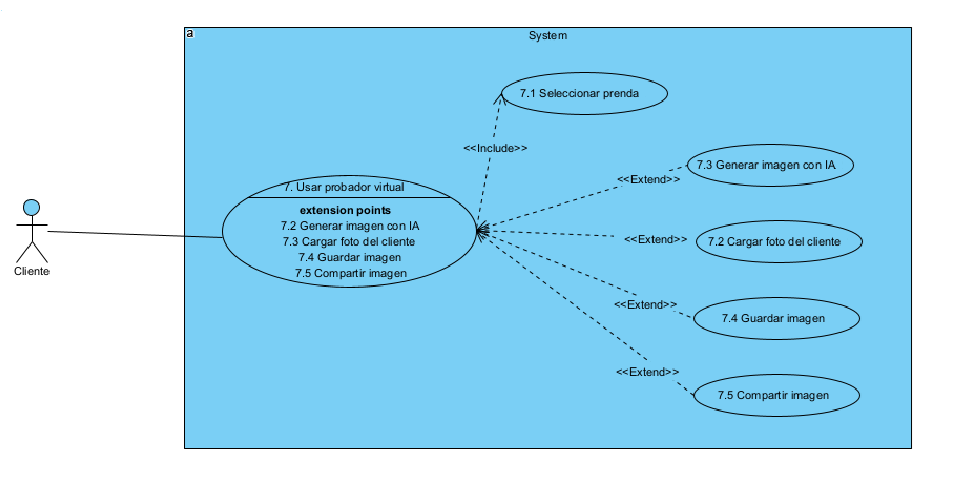 a
System
7.1 Seleccionar prenda
<<Include>>
7.3 Generar imagen con IA
<<Extend>>
7. Usar probador virtual
extension points
7.2 Generar imagen con IA
7.3 Cargar foto del cliente
7.4 Guardar imagen
7.5 Compartir imagen
<<Extend>>
7.2 Cargar foto del cliente
Cliente
<<Extend>>
7.4 Guardar imagen
<<Extend>>
7.5 Compartir imagen